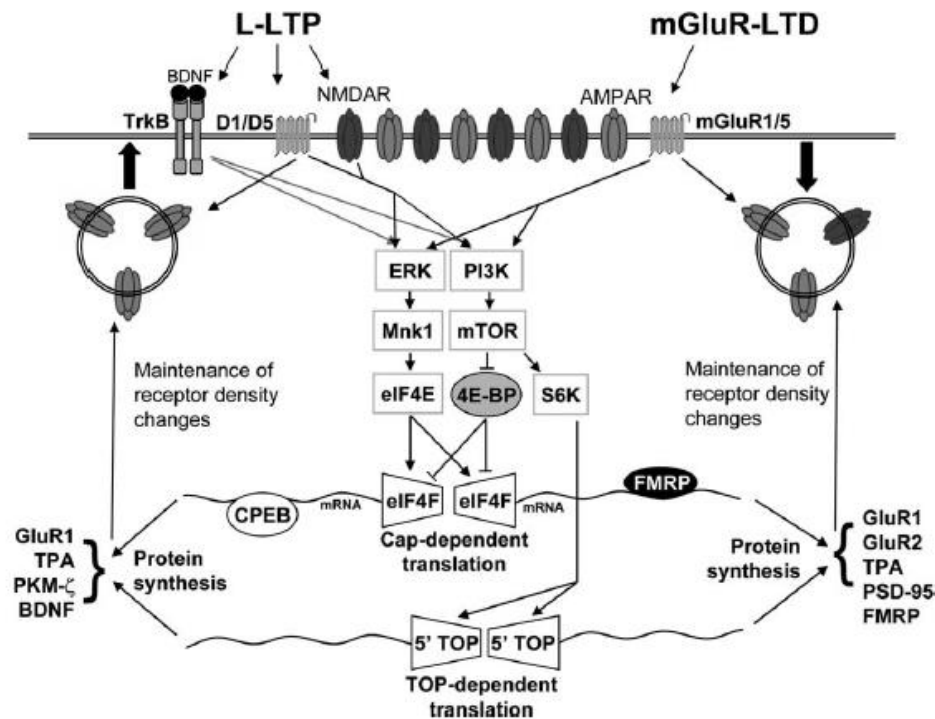 L-LTP
mGluR-LTD
BDNF
NMDAR
AMPAR
TrkB
D1/D5
mGluR1/5
ERK
PI3K
Mnk1
mTOR
Maintenance of
receptor density
changes
eIF4E
4E-BP
S6K
Maintenance of
receptor density
changes
CPEB
mRNA
eIF4F
eIF4F
mRNA
FMRP
Cap-dependent
translation
GluR1
TPA
PKM-ζ
BDNF
Protein
synthesis
Protein
synthesis
GluR1
GluR2
TPA
PSD-95
FMRP
5' TOP
5' TOP
TOP-dependent
translation